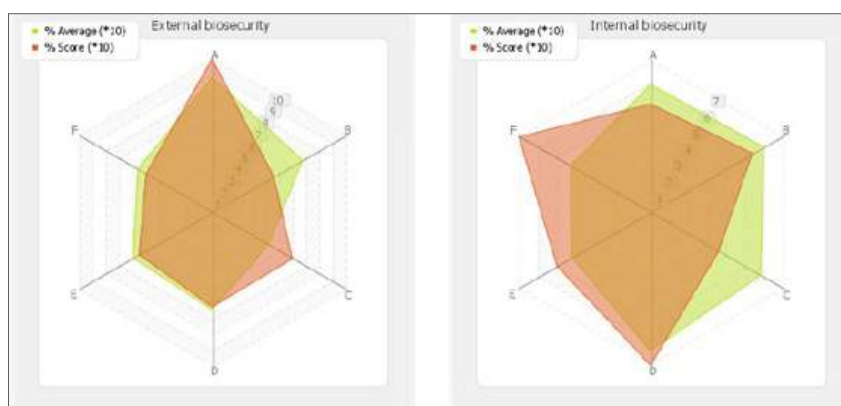 External biosecurity
% Average (*10)
% Score (*10)
A
B
C
D
E
F
10
Internal biosecurity
% Average (*10)
% Score (*10)
A
B
C
D
E
F
7